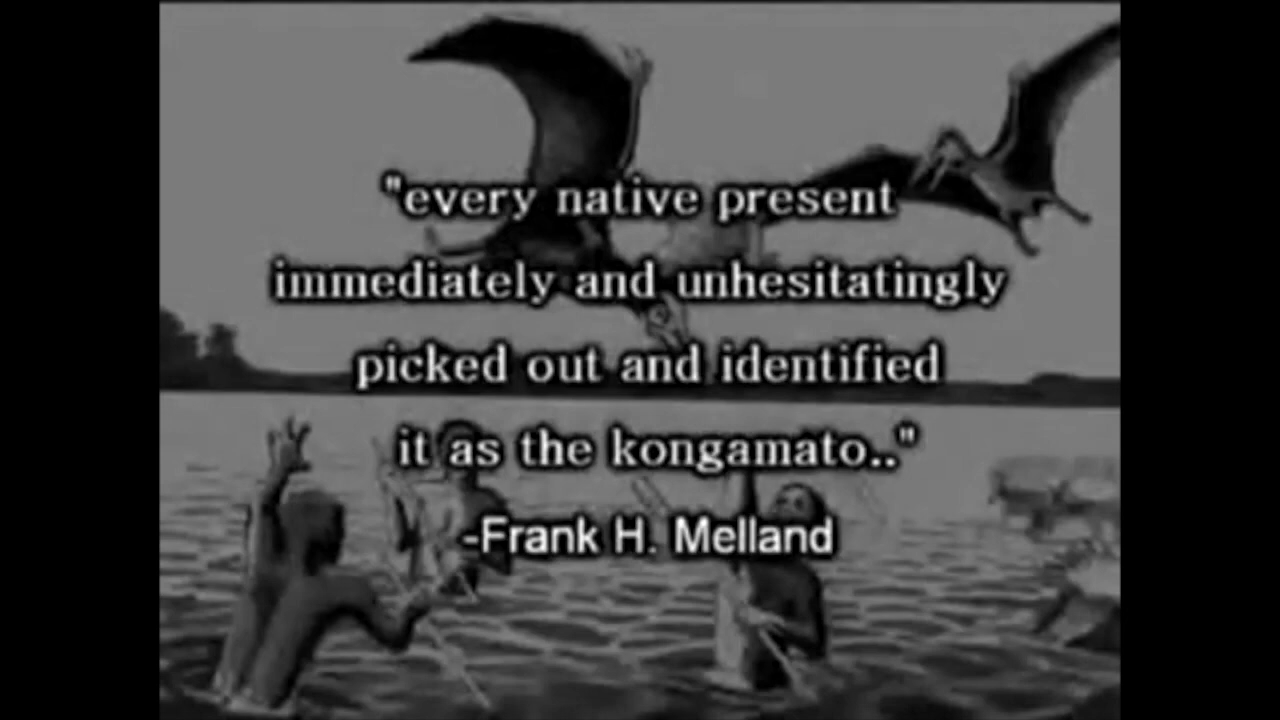 "every native present
immediately and unhesitatingly
picked out and identified
it as the kongamato.."
-Frank H. Melland